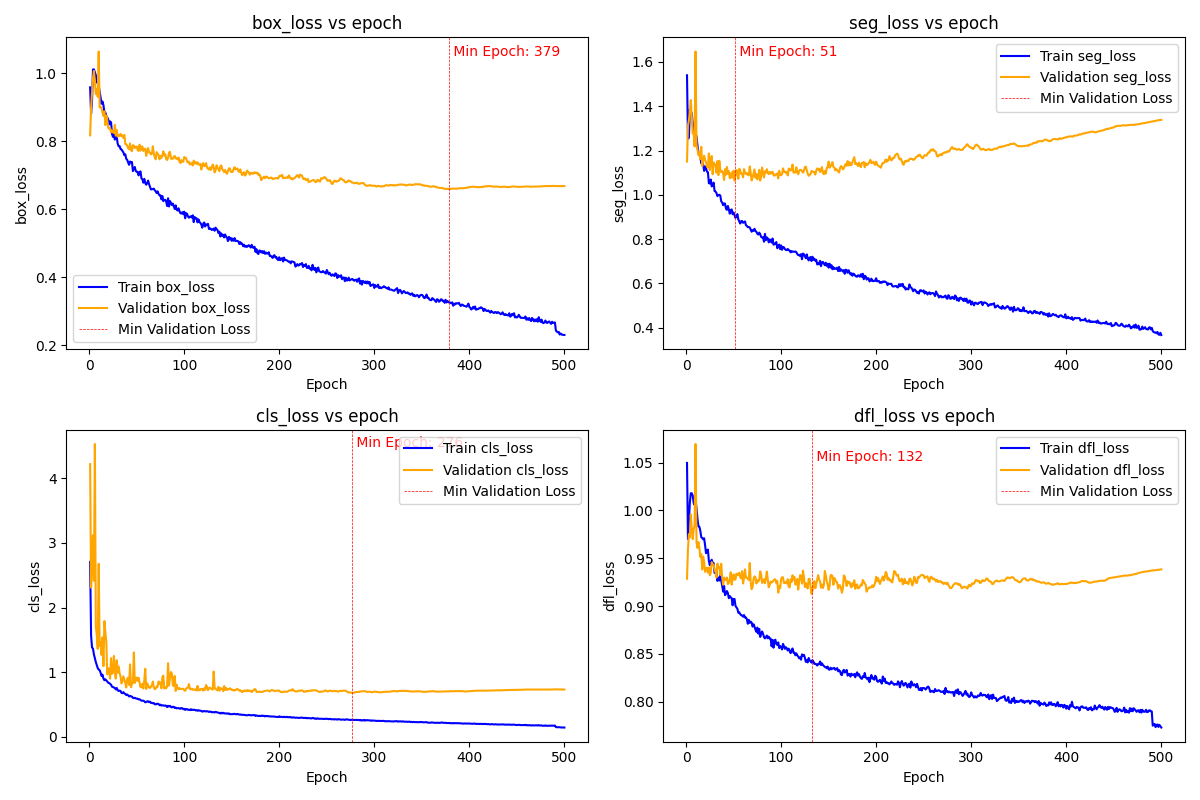 box_loss vs epoch
Min Epoch: 379
1.0
0.8
0.6
0.4
0.2
box_loss
Train box_loss
Validation box_loss
Min Validation Loss
0 100 200 300 400 500
Epoch
seg_loss vs epoch
Min Epoch: 51
1.6
1.4
1.2
1.0
0.8
0.6
0.4
seg_loss
Train seg_loss
Validation seg_loss
Min Validation Loss
0 100 200 300 400 500
Epoch
cls_loss vs epoch
Min Epoch: 276
4
3
2
1
0
cls_loss
Train cls_loss
Validation cls_loss
Min Validation Loss
0 100 200 300 400 500
Epoch
dfl_loss vs epoch
Min Epoch: 132
1.05
1.00
0.95
0.90
0.85
0.80
dfl_loss
Train dfl_loss
Validation dfl_loss
Min Validation Loss
0 100 200 300 400 500
Epoch